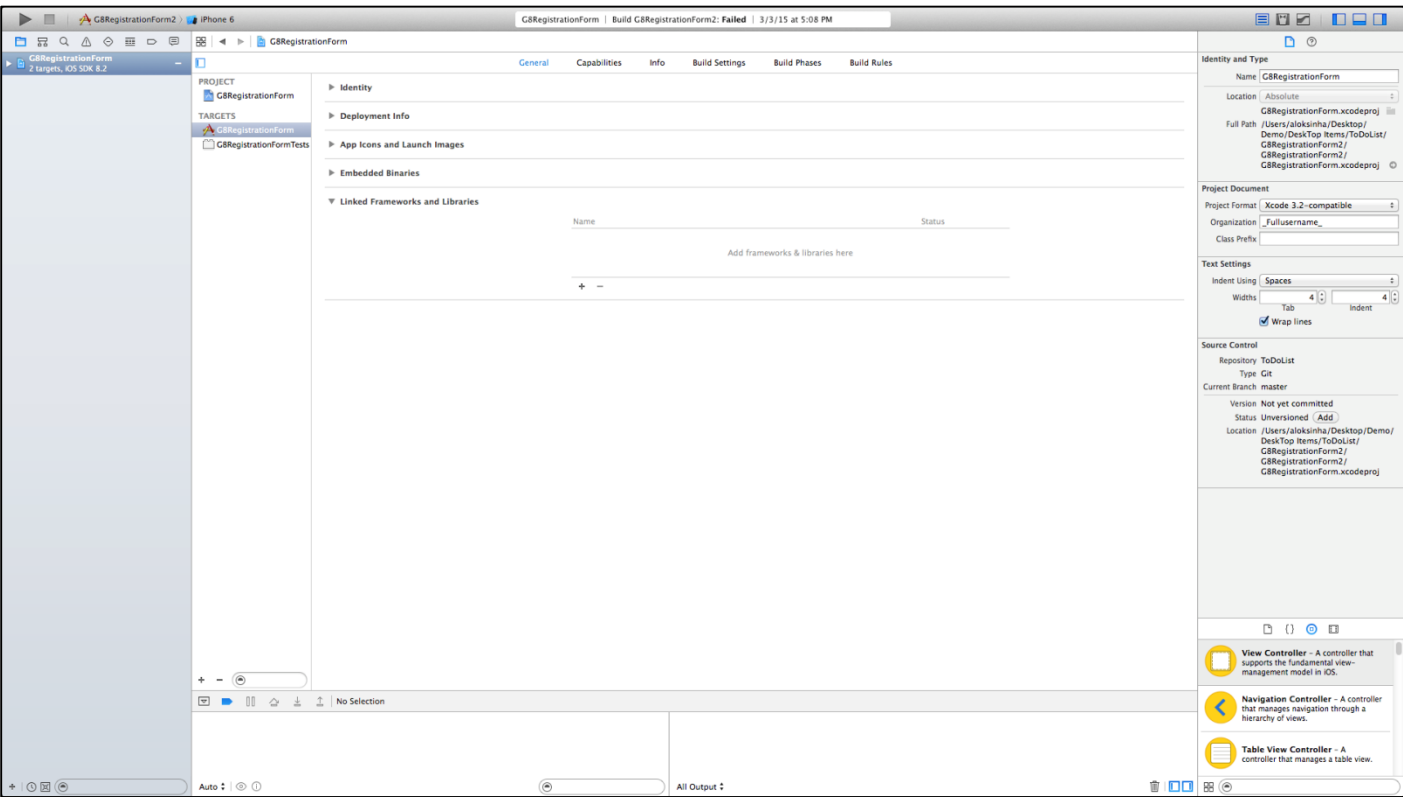 G8RegistrationForm2 iPhone 6
G8RegistrationForm | Build G8RegistrationForm2: Failed | 3/3/15 at 5:08 PM
G8RegistrationForm
2 targets, iOS SDK 8.2
G8RegistrationForm
General Capabilities Info Build Settings Build Phases Build Rules
PROJECT
G8RegistrationForm
TARGETS
G8RegistrationForm
G8RegistrationFormTests
Identity
Deployment Info
App Icons and Launch Images
Embedded Binaries
Linked Frameworks and Libraries
Name Status
Add frameworks & libraries here
+ −
+ −
No Selection
Auto
All Output
+
Identity and Type
Name G8RegistrationForm
Location Absolute
G8RegistrationForm.xcodeproj
Full Path /Users/aloksinha/Desktop/
Demo/DeskTop Items/ToDoList/
G8RegistrationForm2/
G8RegistrationForm2/
G8RegistrationForm.xcodeproj
Project Document
Project Format Xcode 3.2-compatible
Organization _Fullusername_
Class Prefix
Text Settings
Indent Using Spaces
Widths 4 4
Tab Indent
Wrap lines
Source Control
Repository ToDoList
Type Git
Current Branch master
Version Not yet committed
Status Unversioned Add
Location /Users/aloksinha/Desktop/Demo/
DeskTop Items/ToDoList/
G8RegistrationForm2/
G8RegistrationForm2/
G8RegistrationForm.xcodeproj
{}
View Controller – A controller that
supports the fundamental view-
management model in iOS.
Navigation Controller – A controller
that manages navigation through a
hierarchy of views.
Table View Controller – A
controller that manages a table view.